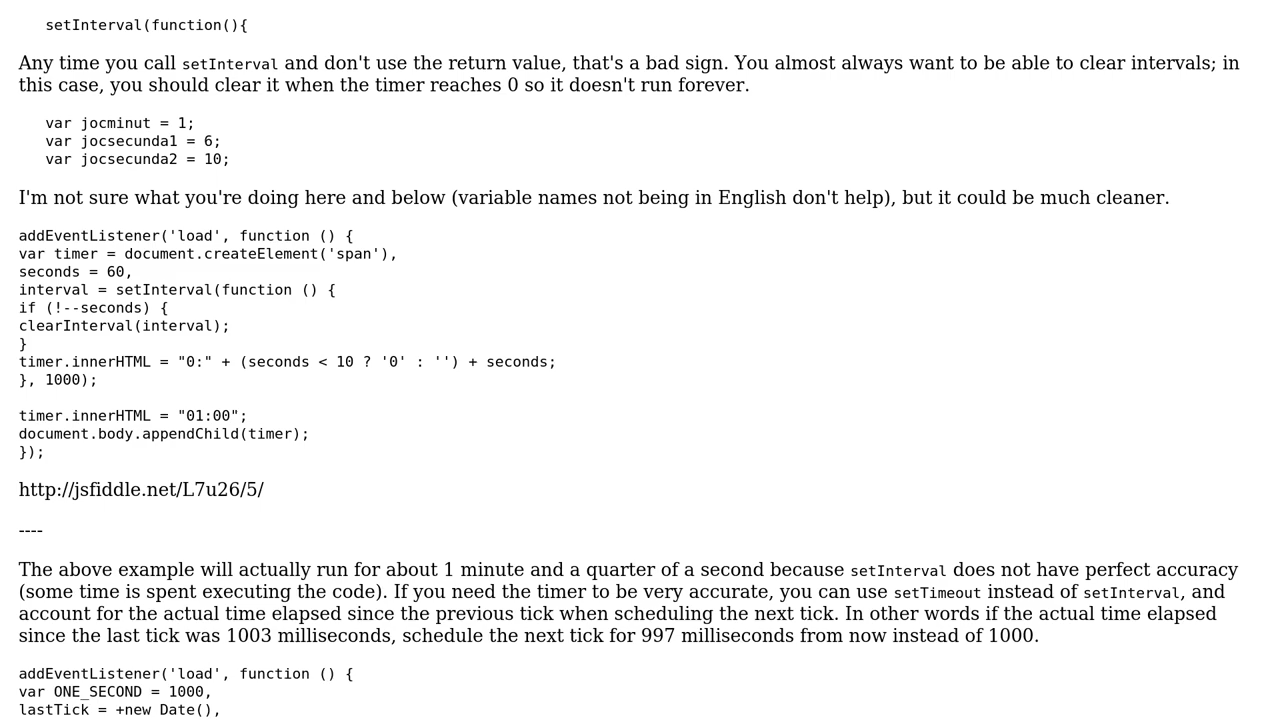 setInterval(function(){
Any time you call setInterval and don't use the return value, that's a bad sign. You almost always want to be able to clear intervals; in
this case, you should clear it when the timer reaches 0 so it doesn't run forever.
var jocminut = 1;
var jocsecunda1 = 6;
var jocsecunda2 = 10;
I'm not sure what you're doing here and below (variable names not being in English don't help), but it could be much cleaner.
addEventListener('load', function () {
var timer = document.createElement('span'),
seconds = 60,
interval = setInterval(function () {
if (!--seconds) {
clearInterval(interval);
}
timer.innerHTML = "0:" + (seconds < 10 ? '0' : '') + seconds;
}, 1000);
timer.innerHTML = "01:00";
document.body.appendChild(timer);
});
http://jsfiddle.net/L7u26/5/
----
The above example will actually run for about 1 minute and a quarter of a second because setInterval does not have perfect accuracy
(some time is spent executing the code). If you need the timer to be very accurate, you can use setTimeout instead of setInterval, and
account for the actual time elapsed since the previous tick when scheduling the next tick. In other words if the actual time elapsed
since the last tick was 1003 milliseconds, schedule the next tick for 997 milliseconds from now instead of 1000.
addEventListener('load', function () {
var ONE_SECOND = 1000,
lastTick = +new Date(),